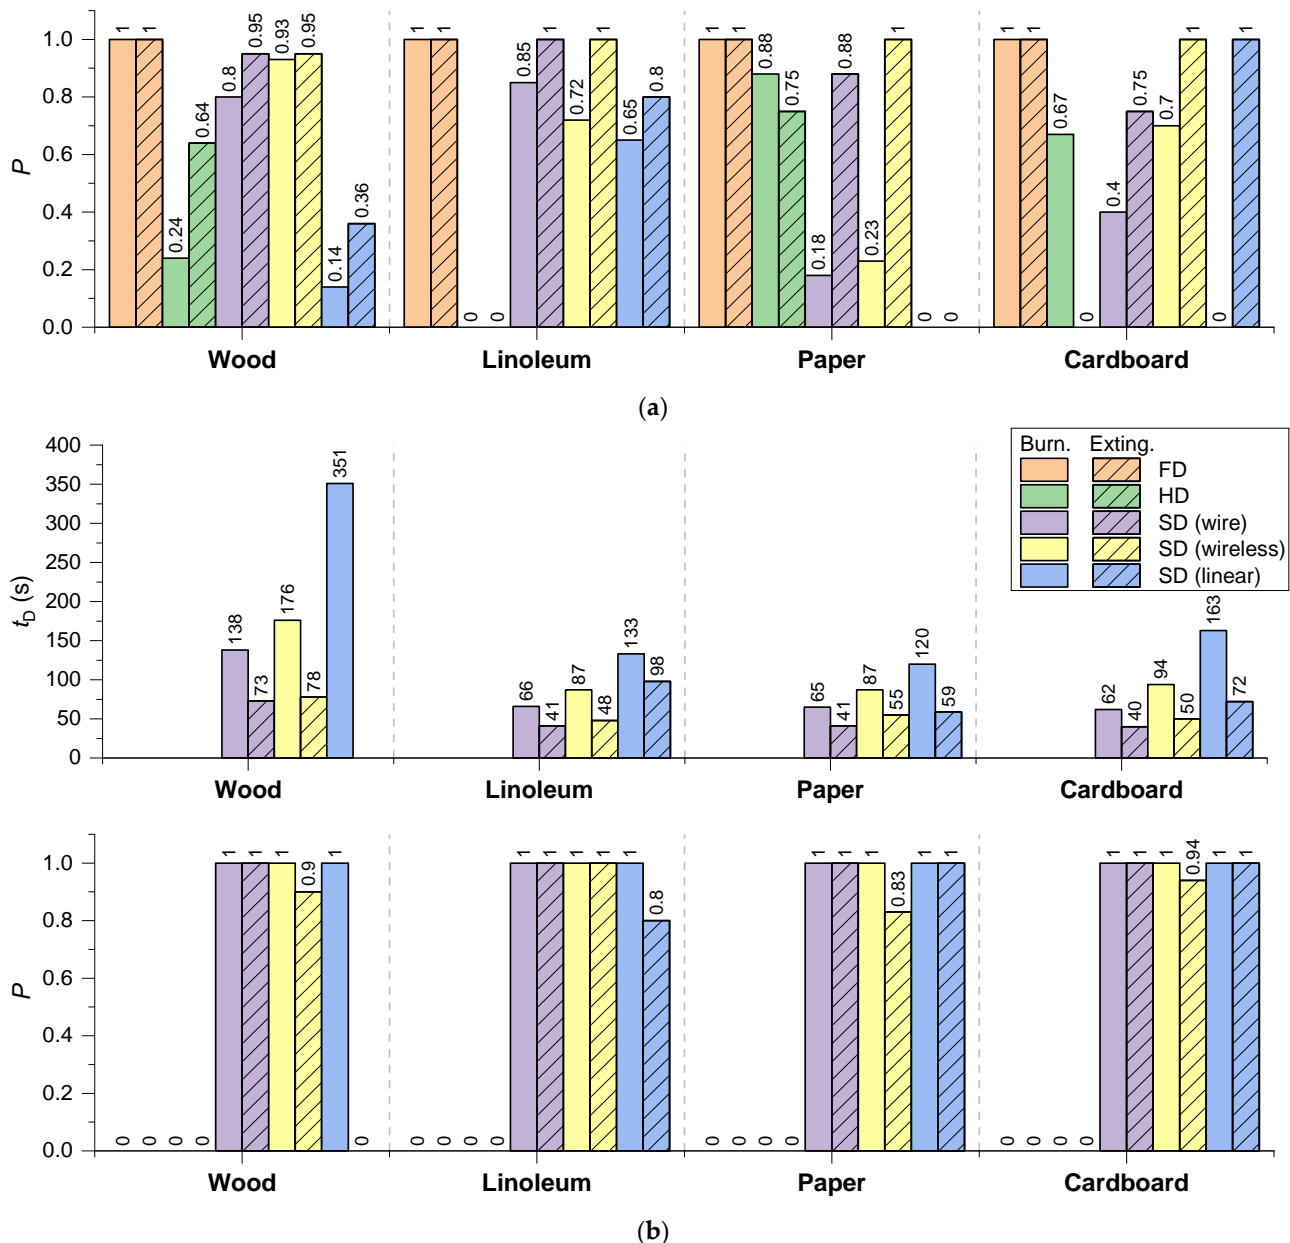 1 1 0.24 0.64 0.8 0.95 0.93 0.95 0.14 0.36 1 1 0 0 0.85 1 0.72 1 0.65 0.8 1 1 0.88 0.75 0.18 0.88 0.23 1 0 0 1 1 0.67 0 0.4 0.75 0.7 1 0 1
1.0
0.8
0.6
0.4
0.2
0.0
P
Wood Linoleum Paper Cardboard
(a)
400
350
300
250
200
150
100
50
0
t_D (s)
138 73 176 78 351 66 41 87 48 133 98 65 41 87 55 120 59 62 40 94 50 163 72
Burn. Exting.
FD
HD
SD (wire)
SD (wireless)
SD (linear)
Wood Linoleum Paper Cardboard
0 0 0 0 1 1 1 0.9 1 0 0 0 0 0 1 1 1 1 1 0.8 0 0 0 0 1 1 1 0.83 1 1 0 0 0 0 1 1 1 0.94 1 1
1.0
0.8
0.6
0.4
0.2
0.0
P
Wood Linoleum Paper Cardboard
(b)